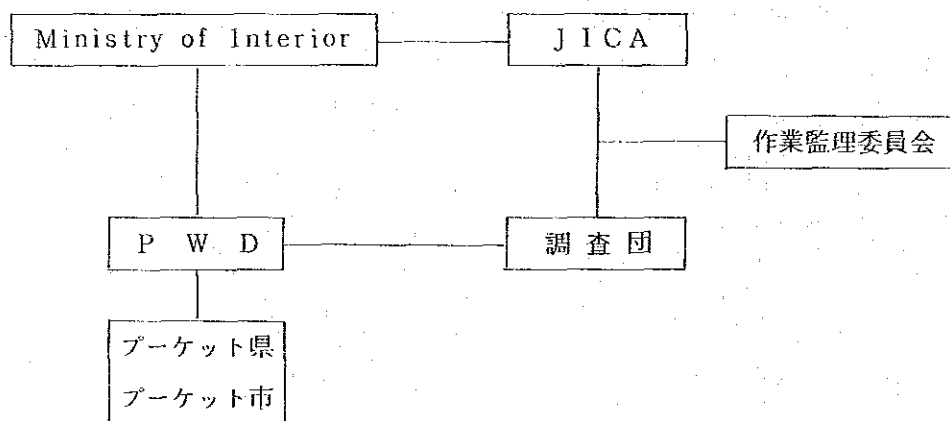 Ministry of Interior
JICA
作業監理委員会
PWD
調査団
プーケット県
プーケット市